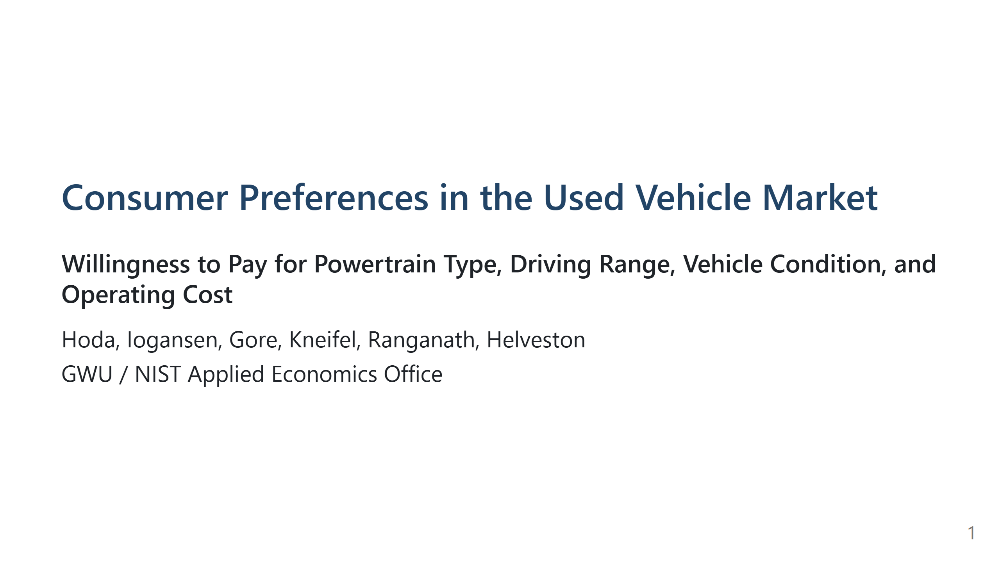 Consumer Preferences in the Used Vehicle Market
Willingness to Pay for Powertrain Type, Driving Range, Vehicle Condition, and
Operating Cost
Hoda, Iogansen, Gore, Kneifel, Ranganath, Helveston
GWU / NIST Applied Economics Office
1